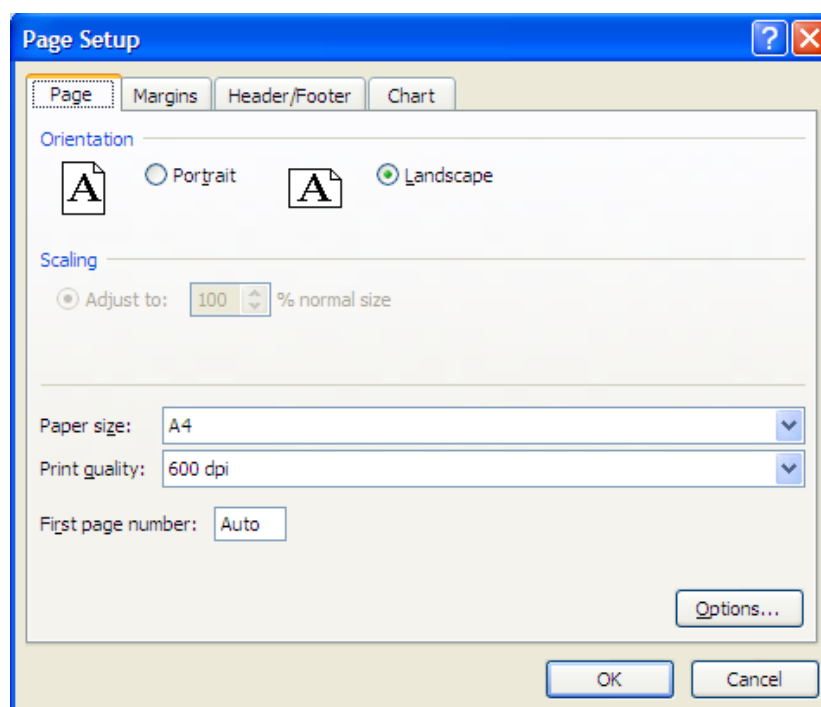 Page Setup
Page Margins Header/Footer Chart
Orientation
A Portrait A Landscape
Scaling
Adjust to: 100 % normal size
Paper size: A4
Print quality: 600 dpi
First page number: Auto
Options...
OK Cancel